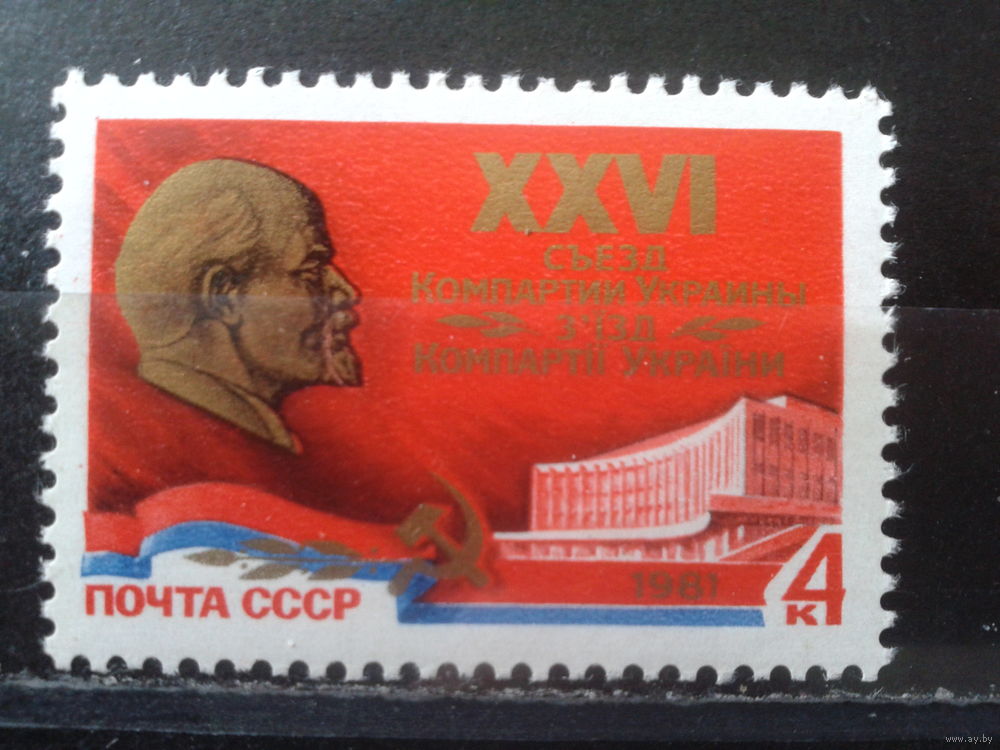 XXVI
СЪЕЗД
КОМПАРТИИ УКРАИНЫ
З'ЇЗД
КОМПАРТІЇ УКРАЇНИ
1981
4
К
ПОЧТА СССР
www.ay.by